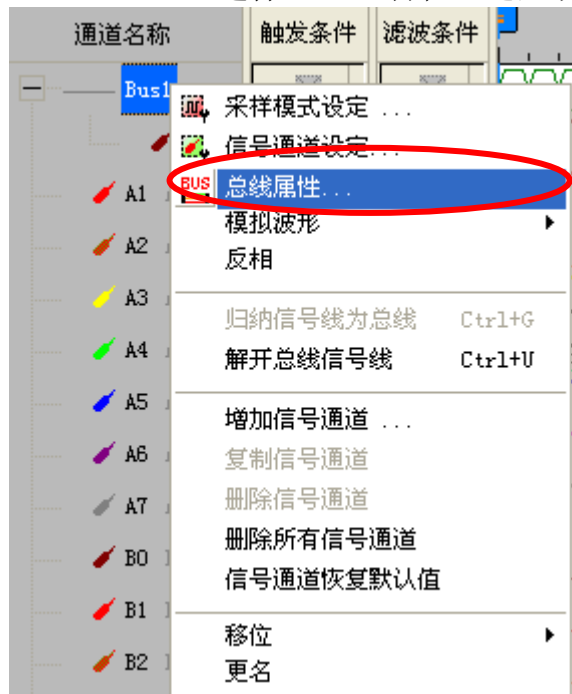 通道名称 触发条件 滤波条件
Bus1
采样模式设定 ...
信号通道设定...
BUS 总线属性...
A1
模拟波形
A2
反相
A3
归纳信号线为总线 Ctrl+G
A4
解开总线信号线 Ctrl+U
A5
增加信号通道 ...
A6
复制信号通道
A7
删除信号通道
B0
删除所有信号通道
信号通道恢复默认值
B1
移位
B2
更名